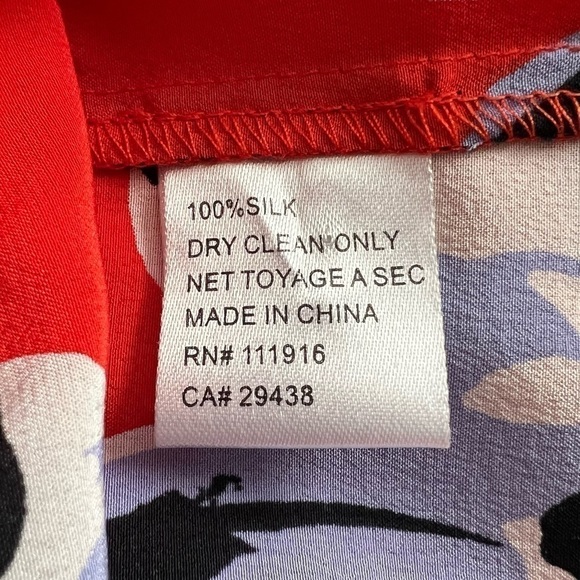 100%SILK
DRY CLEAN ONLY
NET TOYAGE A SEC
MADE IN CHINA
RN# 111916
CA# 29438